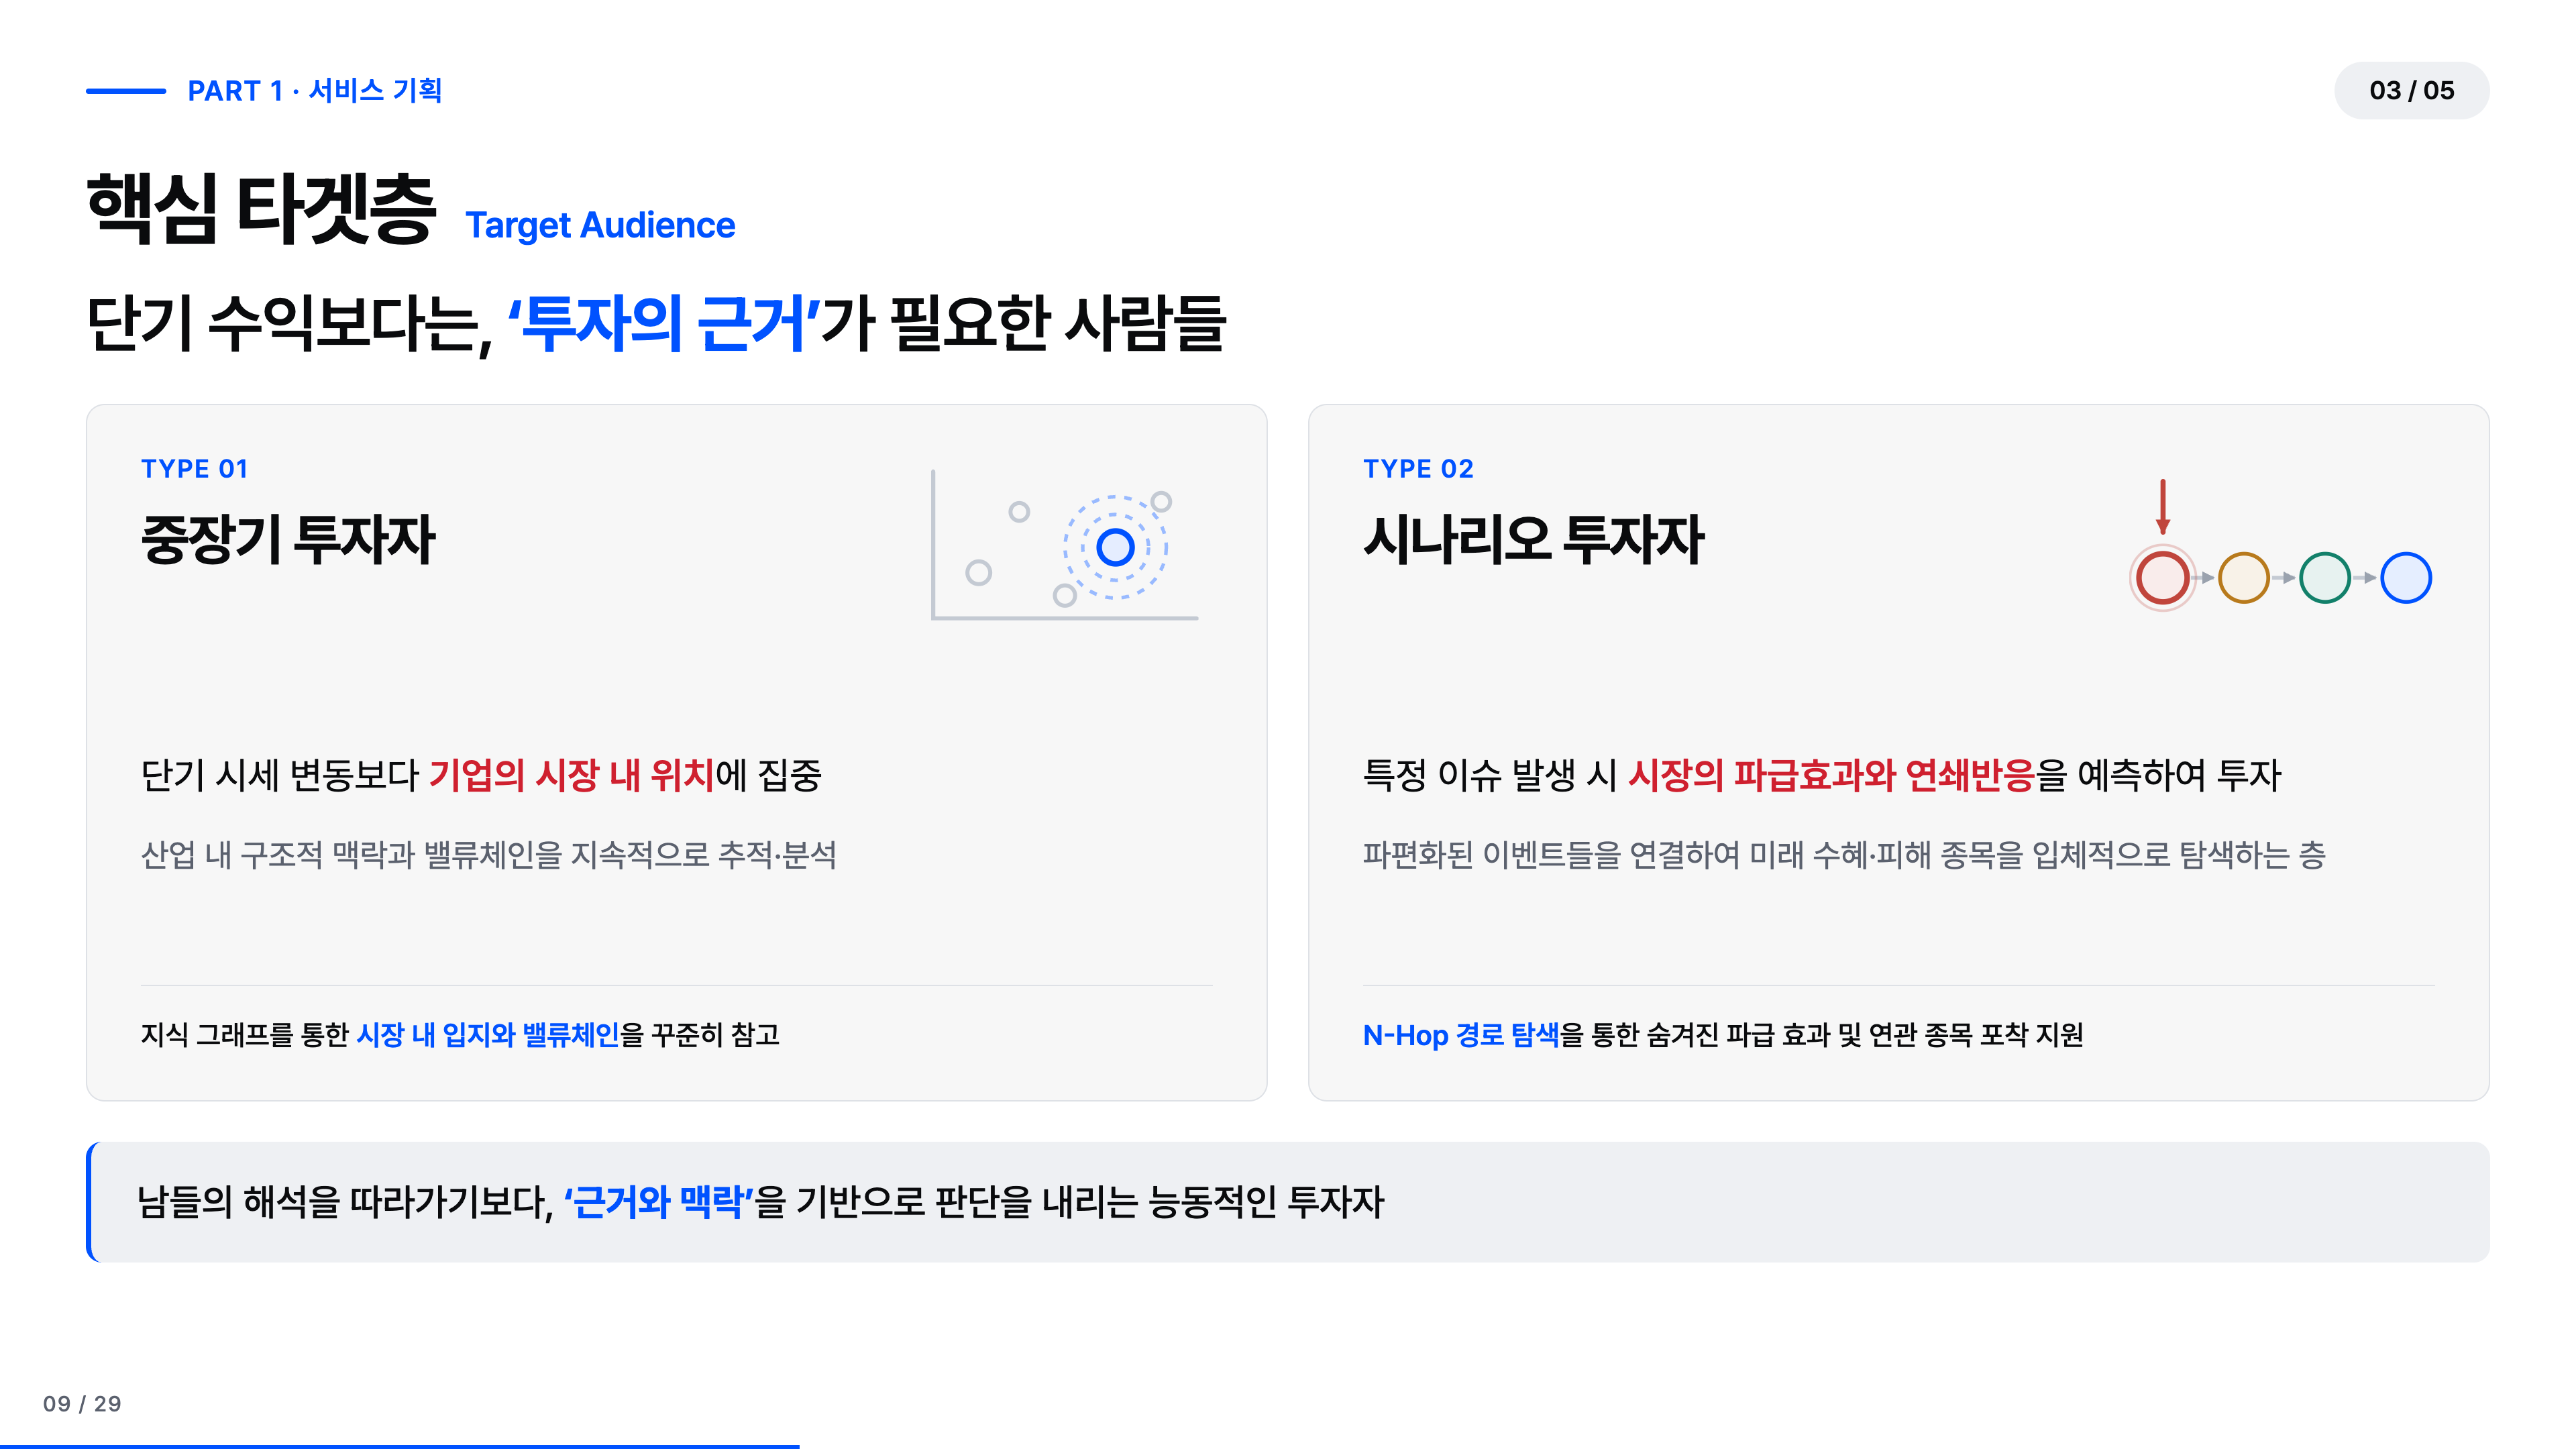 PART 1 · 서비스 기획
03 / 05
핵심 타겟층 Target Audience
단기 수익보다는, ‘투자의 근거’가 필요한 사람들
TYPE 01
중장기 투자자
단기 시세 변동보다 기업의 시장 내 위치에 집중
산업 내 구조적 맥락과 밸류체인을 지속적으로 추적·분석
지식 그래프를 통한 시장 내 입지와 밸류체인을 꾸준히 참고
TYPE 02
시나리오 투자자
특정 이슈 발생 시 시장의 파급효과와 연쇄반응을 예측하여 투자
파편화된 이벤트들을 연결하여 미래 수혜·피해 종목을 입체적으로 탐색하는 층
N-Hop 경로 탐색을 통한 숨겨진 파급 효과 및 연관 종목 포착 지원
남들의 해석을 따라가기보다, ‘근거와 맥락’을 기반으로 판단을 내리는 능동적인 투자자
09 / 29